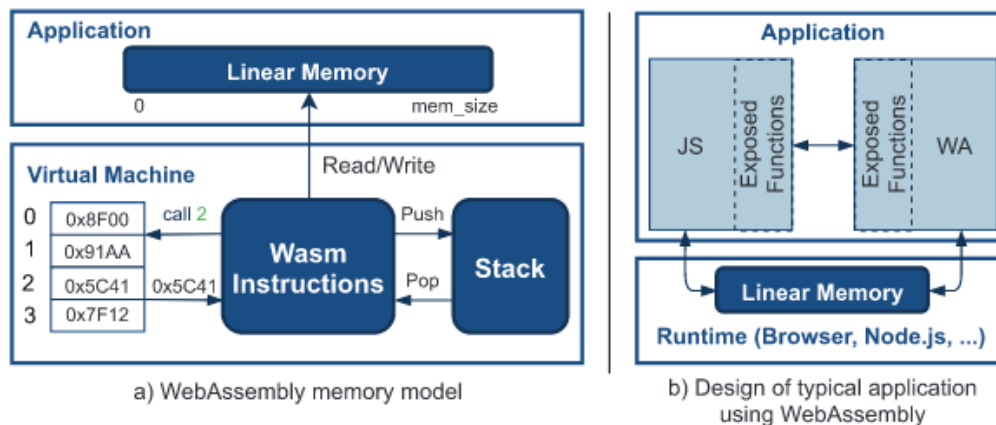 Application
Linear Memory
0 mem_size
Read/Write
Virtual Machine
0 0x8F00
1 0x91AA
2 0x5C41
3 0x7F12
call 2
0x5C41
Wasm
Instructions
Push
Pop
Stack
a) WebAssembly memory model
Application
JS
Exposed
Functions
Exposed
Functions
WA
Linear Memory
Runtime (Browser, Node.js, ...)
b) Design of typical application
using WebAssembly